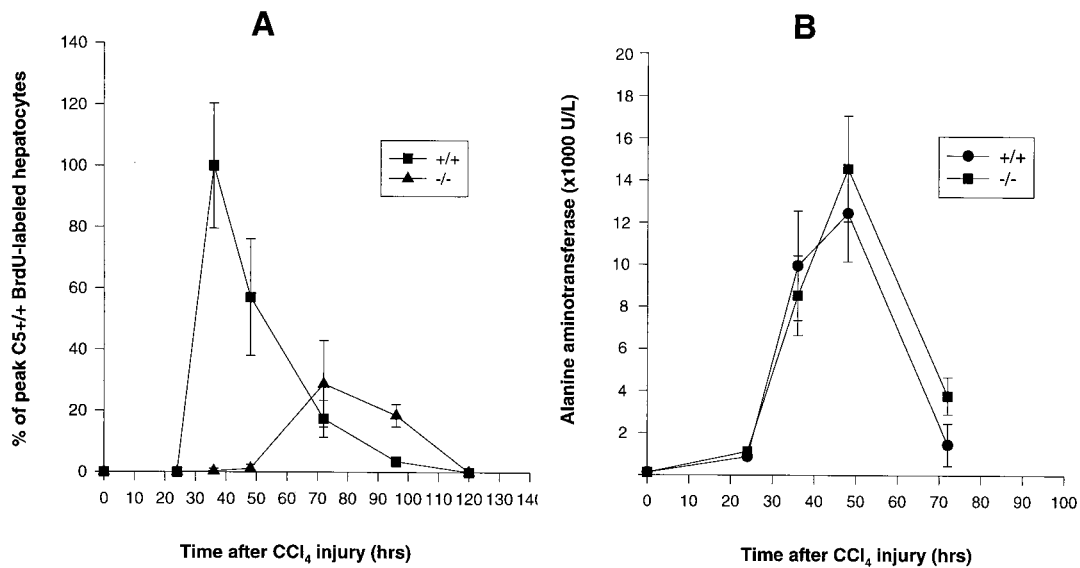 A
% of peak C5+/+ BrdU-labeled hepatocytes
140
120
100
80
60
40
20
0
0 10 20 30 40 50 60 70 80 90 100 110 120 130 14(
+/+
-/-
Time after CCl4 injury (hrs)
B
Alanine aminotransferase (x1000 U/L)
20
18
16
14
12
10
8
6
4
2
0 10 20 30 40 50 60 70 80 90 100
+/+
-/-
Time after CCl4 injury (hrs)